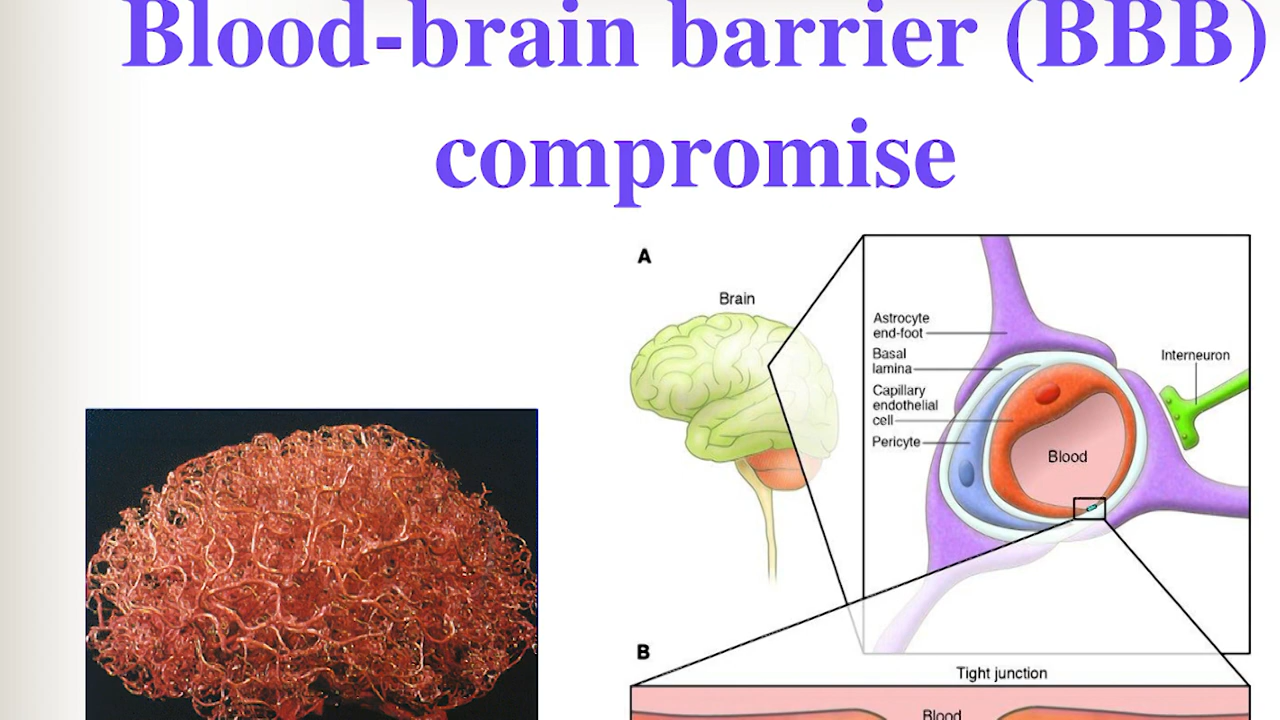 Blood-brain barrier (BBB)
compromise
A
Brain
Astrocyte
end-foot
Basal
lamina
Capillary
endothelial
cell
Pericyte
Interneuron
Blood
B
Tight junction
Blood